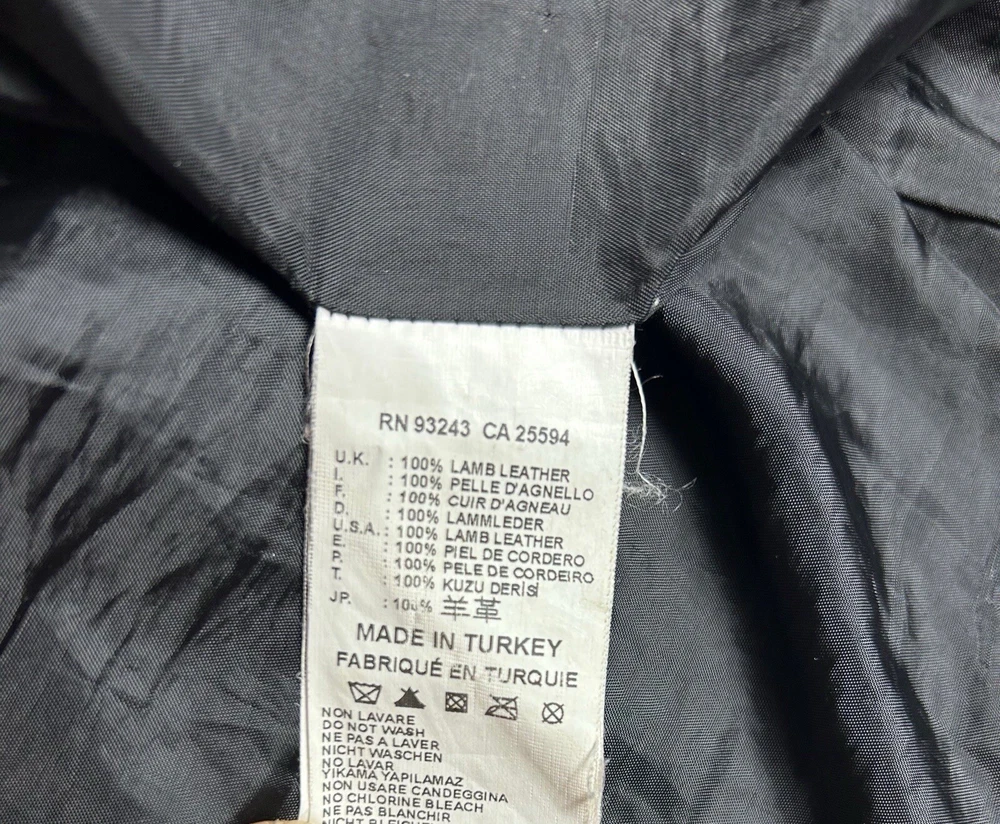 RN 93243 CA 25594
U.K. : 100% LAMB LEATHER
I. : 100% PELLE D'AGNELLO
F. : 100% CUIR D'AGNEAU
D. : 100% LAMMLEDER
U.S.A. : 100% LAMB LEATHER
E. : 100% PIEL DE CORDERO
P. : 100% PELE DE CORDEIRO
T. : 100% KUZU DERİSİ
JP. : 100% 羊革
MADE IN TURKEY
FABRIQUÉ EN TURQUIE
NON LAVARE
DO NOT WASH
NE PAS A LAVER
NICHT WASCHEN
NO LAVAR
YIKAMA YAPILAMAZ
NON USARE CANDEGGINA
NO CHLORINE BLEACH
NE PAS BLANCHIR
NICHT